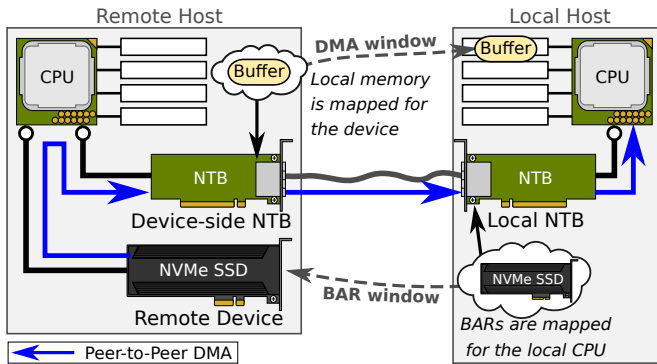 Remote Host
Local Host
CPU
Buffer
DMA window
Buffer
CPU
Local memory
is mapped for
the device
NTB
NTB
Device-side NTB
Local NTB
NVMe SSD
BAR window
NVMe SSD
Remote Device
BARs are mapped
for the local CPU
Peer-to-Peer DMA